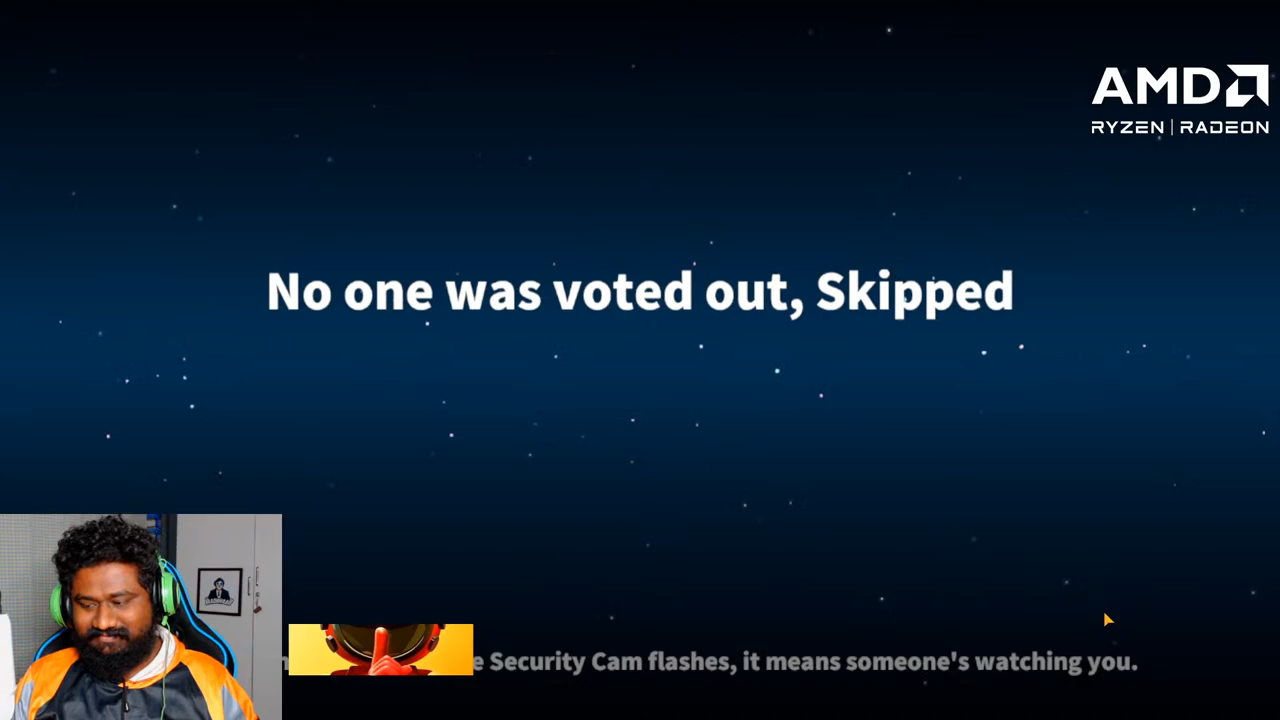 AMD
RYZEN | RADEON
No one was voted out, Skipped
Security Cam flashes, it means someone's watching you.